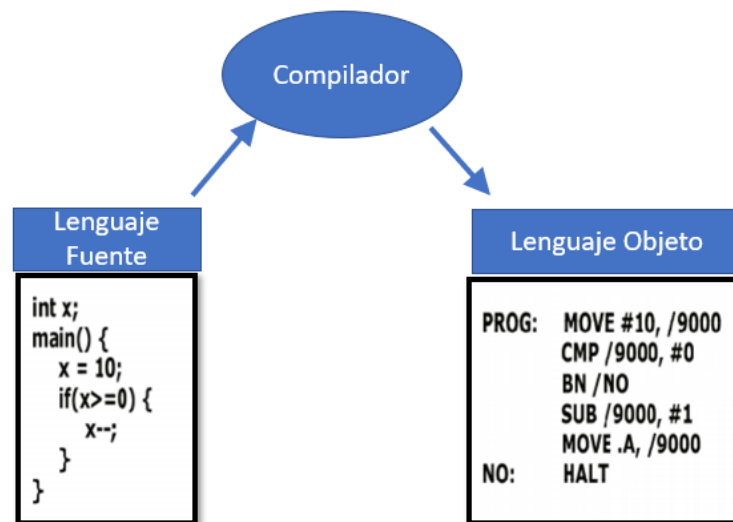 Compilador
Lenguaje
Fuente
int x;
main() {
x = 10;
if(x>=0) {
x--;
}
}
Lenguaje Objeto
PROG: MOVE #10, /9000
CMP /9000, #0
BN /NO
SUB /9000, #1
MOVE .A, /9000
NO: HALT